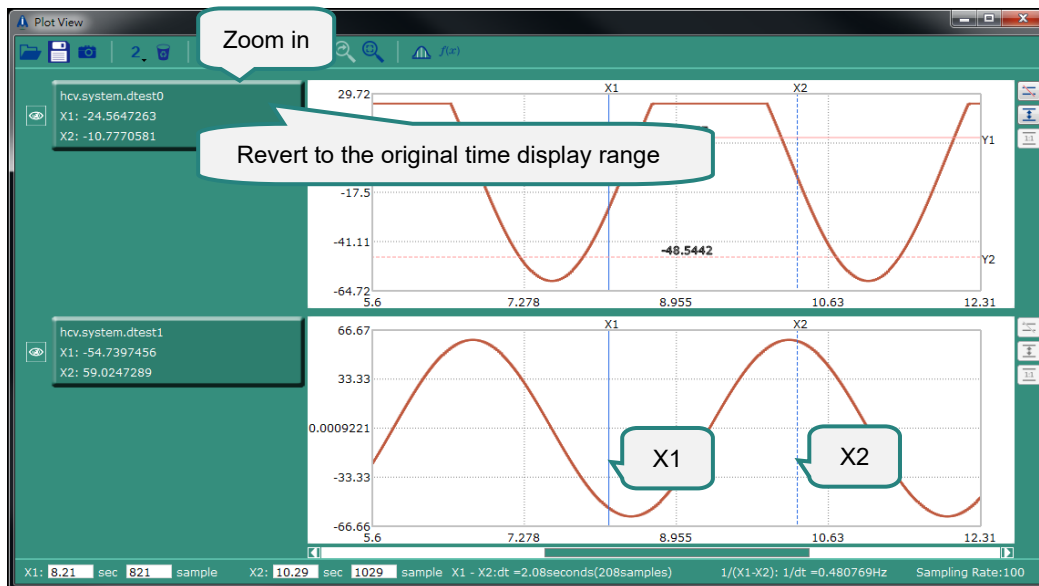 Plot View
Zoom in
2
f(x)
hcv.system.dtest0
X1: -24.5647263
X2: -10.7770581
Revert to the original time display range
X1
X2
29.72
Y1
-17.5
-41.11
-48.5442
Y2
-64.72
5.6
7.278
8.955
10.63
12.31
1:1
hcv.system.dtest1
X1: -54.7397456
X2: 59.0247289
X1
X2
66.67
33.33
0.0009221
-33.33
-66.66
X1
X2
5.6
7.278
8.955
10.63
12.31
1:1
X1: 8.21 sec 821 sample X2: 10.29 sec 1029 sample X1 - X2:dt =2.08seconds(208samples) 1/(X1-X2): 1/dt =0.480769Hz Sampling Rate:100